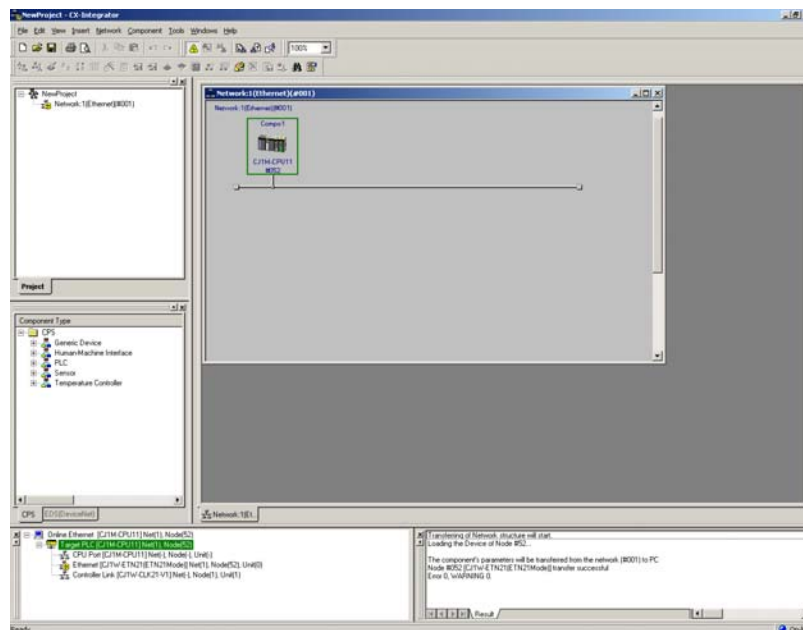 NewProject - CX-Integrator
File Edit View Insert Network Component Tools Windows Help
100%
NewProject
Network:1(Ethernet)(#001)
Project
Component Type
CPS
Generic Device
Human-Machine Interface
PLC
Sensor
Temperature Controller
CPS EDS(DeviceNet)
Network:1(Ethernet)(#001)
Network:1(Ethernet)(#001)
Compo1
CJ1M-CPU11
#052
Network:1(Et..
Online Ethernet [CJ1M-CPU11] Net(1), Node(52)
Target PLC [CJ1M-CPU11] Net(1), Node(52)
CPU Port [CJ1M-CPU11] Net(-), Node(-), Unit(-)
Ethernet [CJ1W-ETN21(ETN21Mode)] Net(1), Node(52), Unit(0)
Controller Link [CJ1W-CLK21-V1] Net(-), Node(1), Unit(1)
Transfering of Network structure will start.
Loading the Device of Node #52...
The component's parameters will be transferred from the network (#001) to PC
Node #052 [CJ1W-ETN21(ETN21Mode)] transfer successful
Error 0, WARNING 0.
Result
Ready